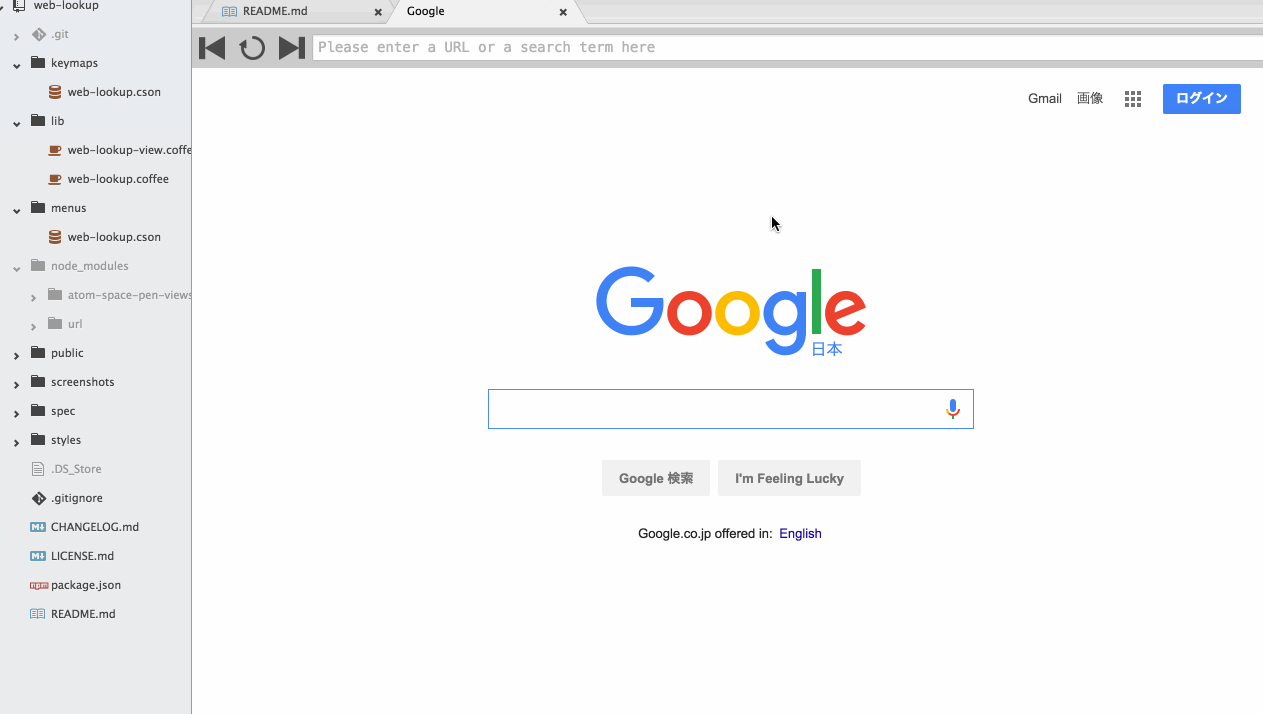 web-lookup
.git
keymaps
web-lookup.cson
lib
web-lookup-view.coffe
web-lookup.coffee
menus
web-lookup.cson
node_modules
atom-space-pen-views
url
public
screenshots
spec
styles
.DS_Store
.gitignore
CHANGELOG.md
LICENSE.md
package.json
README.md
README.md
Google
Please enter a URL or a search term here
Gmail 画像 ログイン
Google
日本
Google 検索 I'm Feeling Lucky
Google.co.jp offered in: English